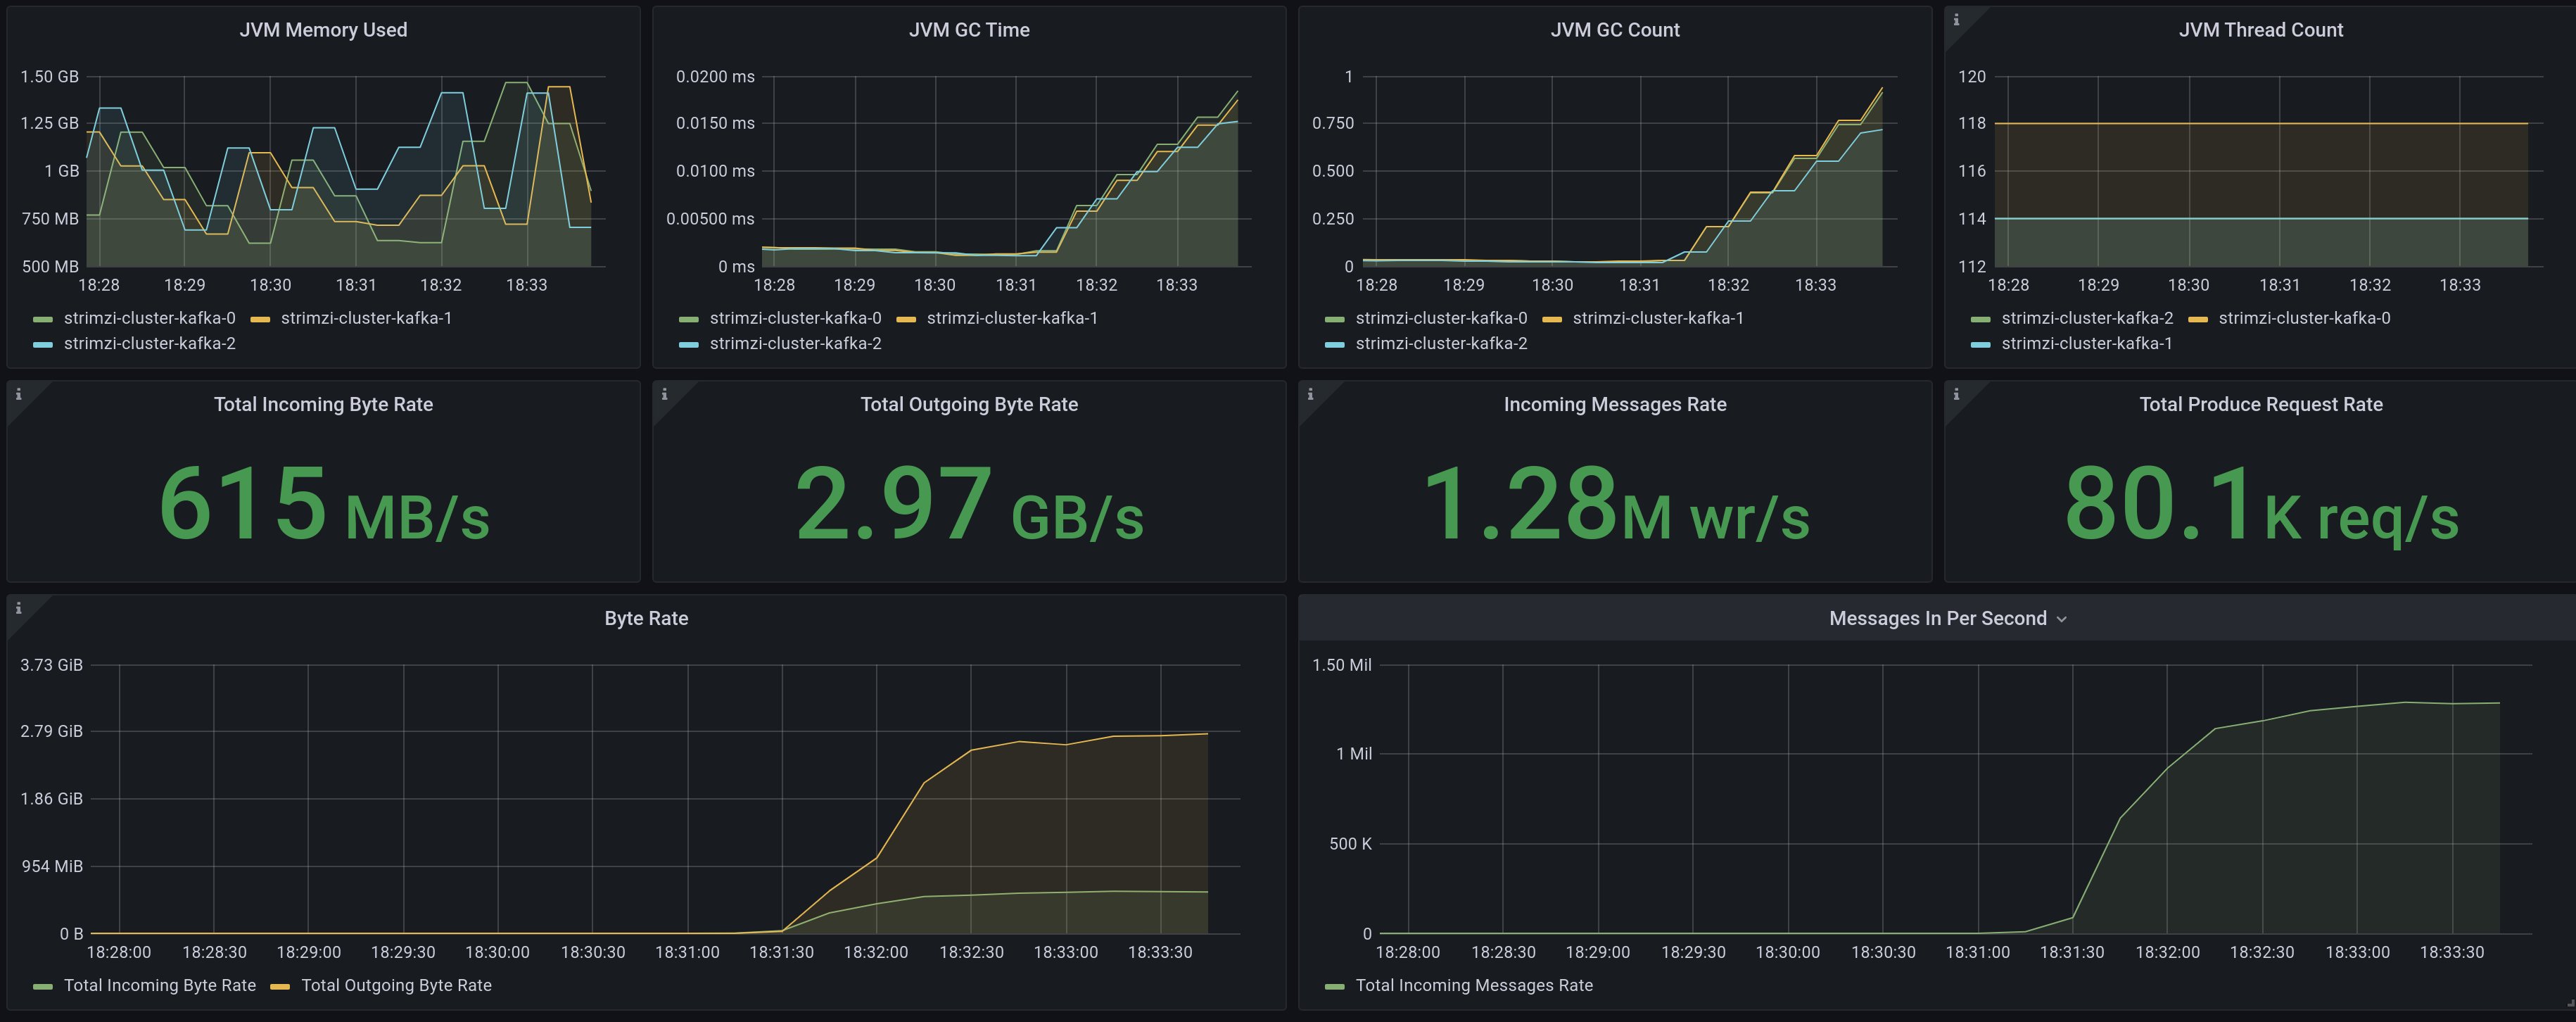 JVM Memory Used
1.50 GB
1.25 GB
1 GB
750 MB
500 MB
18:28 18:29 18:30 18:31 18:32 18:33
strimzi-cluster-kafka-0 strimzi-cluster-kafka-1
strimzi-cluster-kafka-2
JVM GC Time
0.0200 ms
0.0150 ms
0.0100 ms
0.00500 ms
0 ms
18:28 18:29 18:30 18:31 18:32 18:33
strimzi-cluster-kafka-0 strimzi-cluster-kafka-1
strimzi-cluster-kafka-2
JVM GC Count
1
0.750
0.500
0.250
0
18:28 18:29 18:30 18:31 18:32 18:33
strimzi-cluster-kafka-0 strimzi-cluster-kafka-1
strimzi-cluster-kafka-2
i
JVM Thread Count
120
118
116
114
112
18:28 18:29 18:30 18:31 18:32 18:33
strimzi-cluster-kafka-2 strimzi-cluster-kafka-0
strimzi-cluster-kafka-1
i
Total Incoming Byte Rate
615 MB/s
i
Total Outgoing Byte Rate
2.97 GB/s
i
Incoming Messages Rate
1.28M wr/s
i
Total Produce Request Rate
80.1K req/s
i
Byte Rate
3.73 GiB
2.79 GiB
1.86 GiB
954 MiB
0 B
18:28:00 18:28:30 18:29:00 18:29:30 18:30:00 18:30:30 18:31:00 18:31:30 18:32:00 18:32:30 18:33:00 18:33:30
Total Incoming Byte Rate Total Outgoing Byte Rate
Messages In Per Second
1.50 Mil
1 Mil
500 K
0
18:28:00 18:28:30 18:29:00 18:29:30 18:30:00 18:30:30 18:31:00 18:31:30 18:32:00 18:32:30 18:33:00 18:33:30
Total Incoming Messages Rate